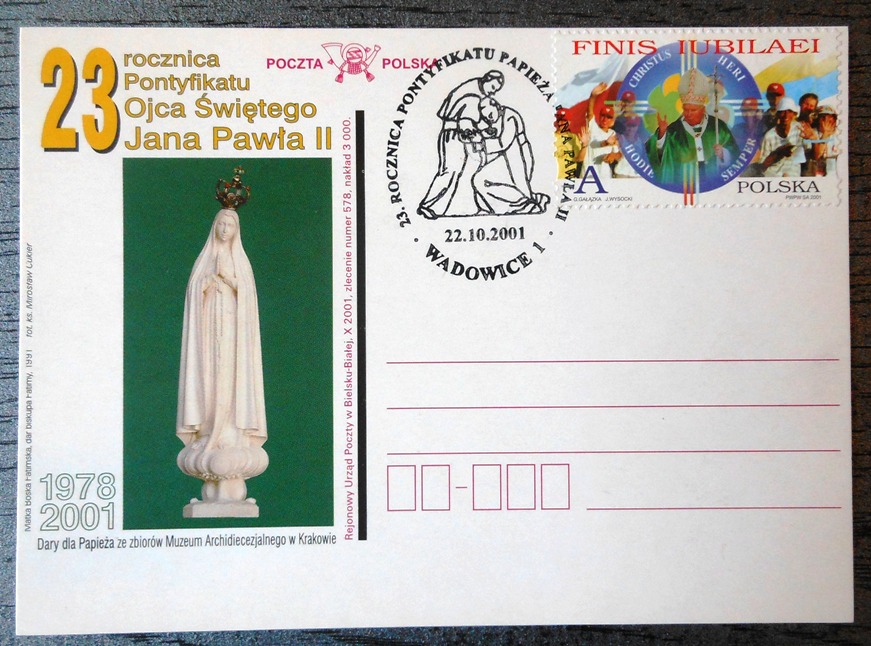 23
rocznica
Pontyfikatu
Ojca Świętego
Jana Pawła II
POCZTA POLSKA
23. ROCZNICA PONTYFIKATU PAPIEŻA JANA PAWŁA II
22.10.2001
WADOWICE 1
FINIS IUBILAEI
CHRISTUS HERI
HODIE SEMPER
A
POLSKA
G.GAŁĄZKA J.WYSOCKI
PWPW SA 2001
Matka Boska Fatimska, dar biskupa Fatimy, 1991 fot. ks. Mirosław Cukier
Rejonowy Urząd Poczty w Bielsku-Białej, X 2001, zlecenie numer 578, nakład 3 000.
1978
2001
Dary dla Papieża ze zbiorów Muzeum Archidiecezjalnego w Krakowie